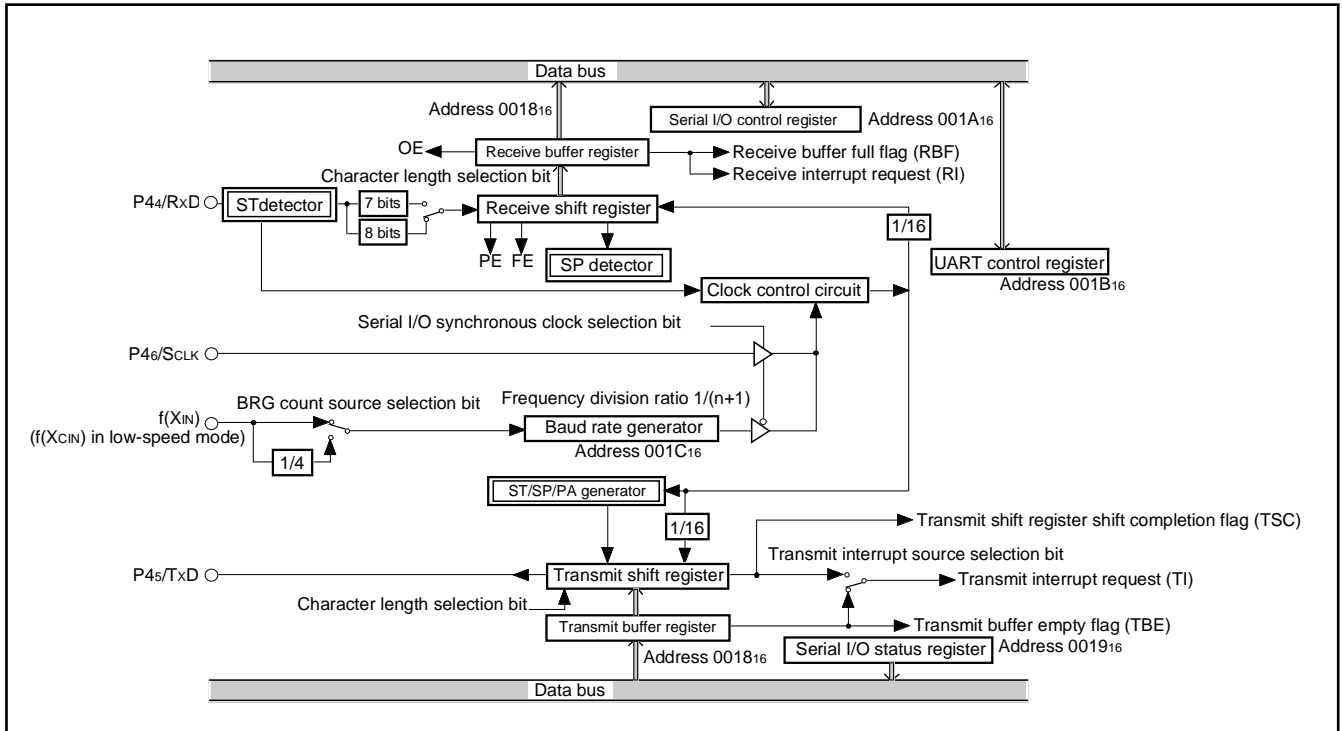 Data bus
Address 0018₁₆
Serial I/O control register
Address 001A₁₆
OE
Receive buffer register
Receive buffer full flag (RBF)
Receive interrupt request (RI)
Character length selection bit
P4₄/RxD
STdetector
7 bits
8 bits
Receive shift register
1/16
PE
FE
SP detector
UART control register
Address 001B₁₆
Clock control circuit
Serial I/O synchronous clock selection bit
P4₆/SCLK
BRG count source selection bit
Frequency division ratio 1/(n+1)
f(XIN)
(f(XCIN) in low-speed mode)
Baud rate generator
Address 001C₁₆
1/4
ST/SP/PA generator
1/16
Transmit shift register shift completion flag (TSC)
Transmit interrupt source selection bit
P4₅/TxD
Transmit shift register
Transmit interrupt request (TI)
Character length selection bit
Transmit buffer register
Transmit buffer empty flag (TBE)
Address 0018₁₆
Serial I/O status register
Address 0019₁₆
Data bus